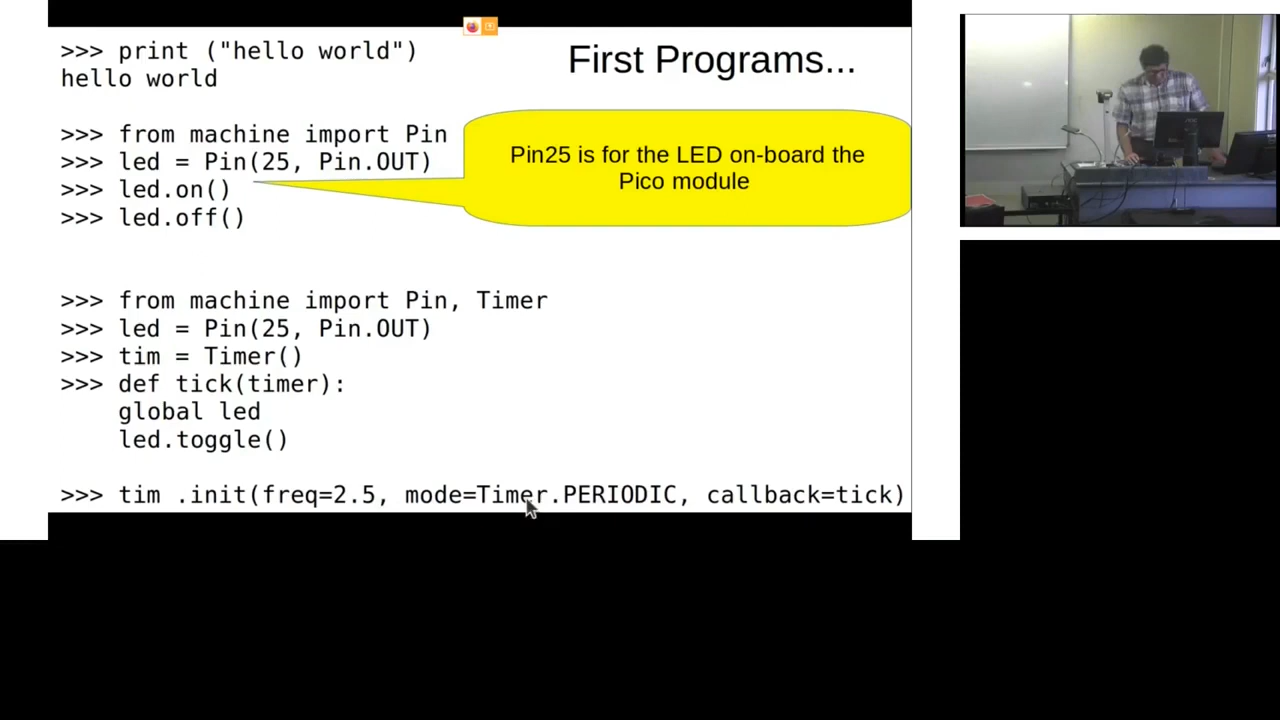 First Programs...
>>> print ("hello world")
hello world
>>> from machine import Pin
>>> led = Pin(25, Pin.OUT)
>>> led.on()
>>> led.off()
Pin25 is for the LED on-board the
Pico module
>>> from machine import Pin, Timer
>>> led = Pin(25, Pin.OUT)
>>> tim = Timer()
>>> def tick(timer):
global led
led.toggle()
>>> tim .init(freq=2.5, mode=Timer.PERIODIC, callback=tick)